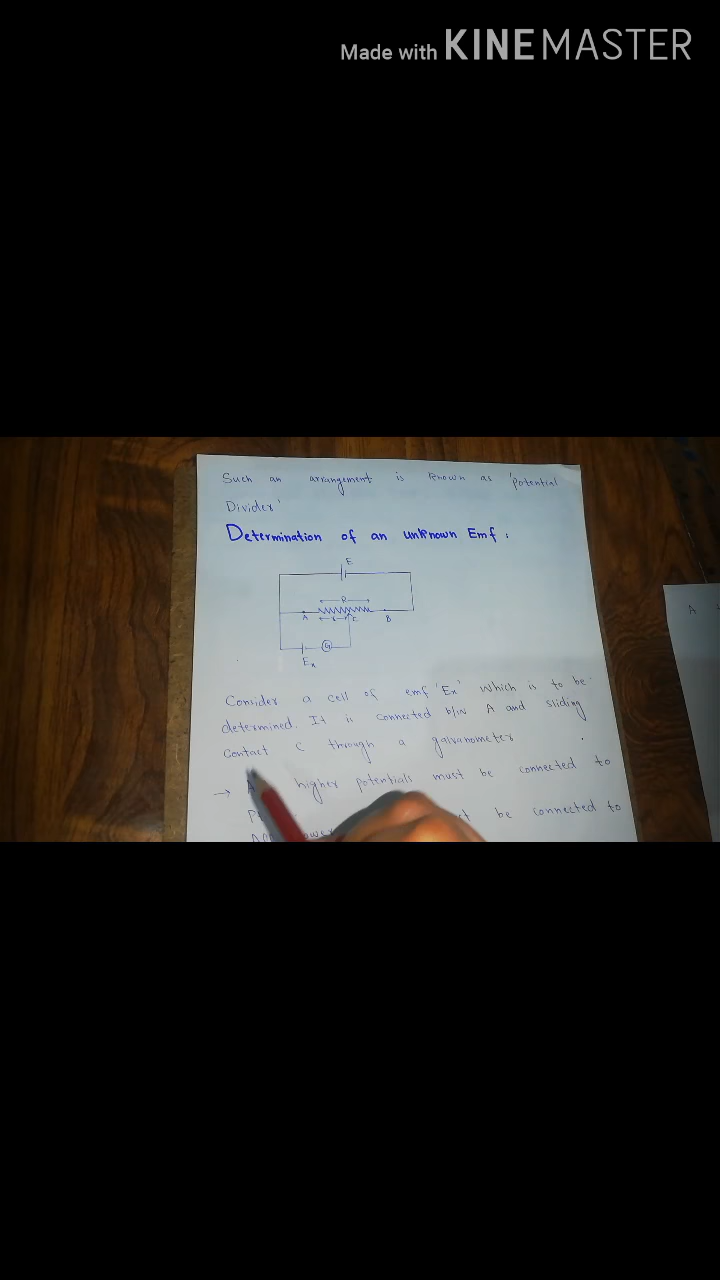 Made with KINEMASTER
Such an arrangement is known as 'potential
Divider'
Determination of an unknown Emf :
E
R
A r C B
G
Ex
Consider a cell of emf 'Ex' which is to be
determined. It is connected b/w A and sliding
contact C through a galvanometer
→ higher potentials must be connected to
be connected to
A